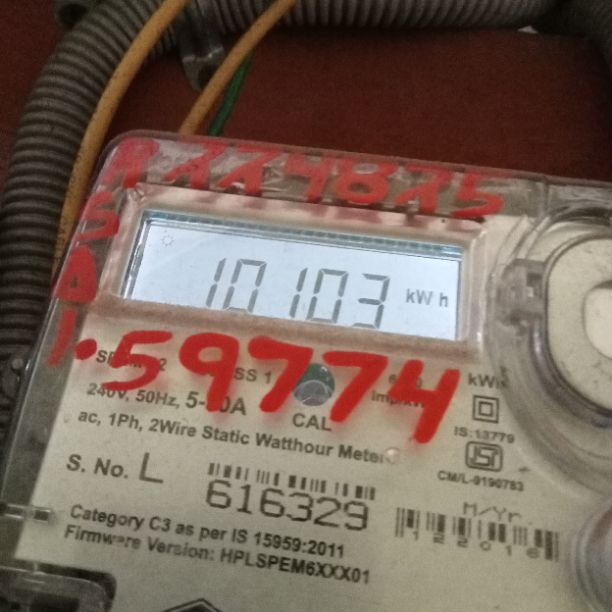 10103 kWh
59774
240V, 50Hz, 5-
CAL
ac, 1Ph, 2Wire Static Watthour Meter
IS:13779
S. No. L
616329
CM/L-9190783
M/Yr.
122016
Category C3 as per IS 15959:2011
Firmware Version: HPLSPEM6XXX01